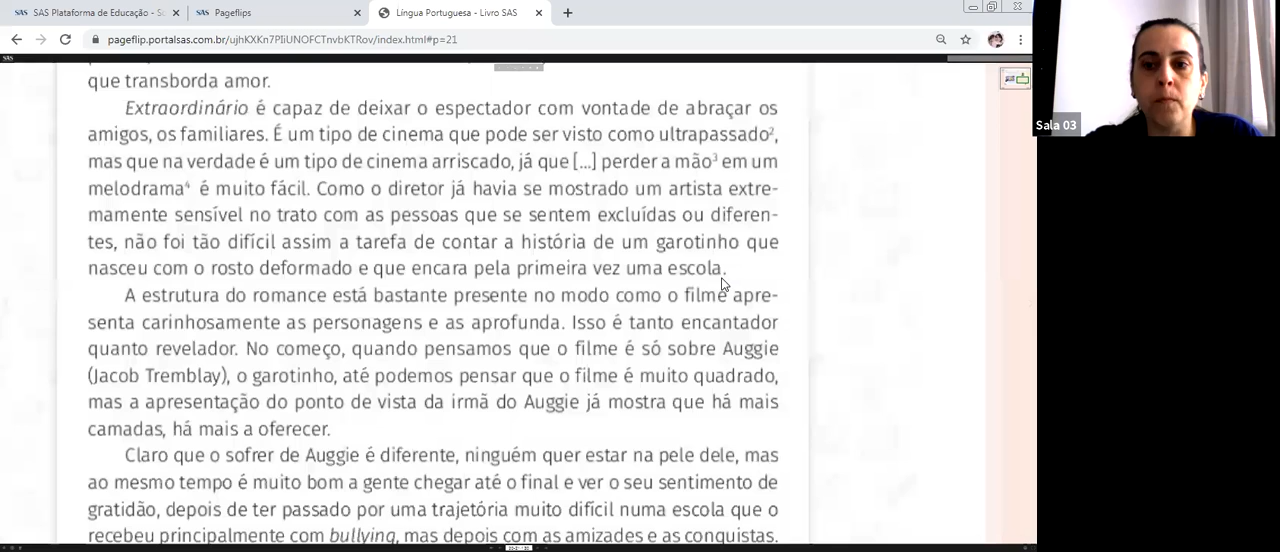 SAS Plataforma de Educação - S
Pageflips
Língua Portuguesa - Livro SAS
pageflip.portalsas.com.br/ujhKXKn7PIiUNOFCTnvbKTRov/index.html#p=21
SAS
que transborda amor.
Extraordinário é capaz de deixar o espectador com vontade de abraçar os
amigos, os familiares. É um tipo de cinema que pode ser visto como ultrapassado²,
mas que na verdade é um tipo de cinema arriscado, já que [...] perder a mão³ em um
melodrama⁴ é muito fácil. Como o diretor já havia se mostrado um artista extre-
mamente sensível no trato com as pessoas que se sentem excluídas ou diferen-
tes, não foi tão difícil assim a tarefa de contar a história de um garotinho que
nasceu com o rosto deformado e que encara pela primeira vez uma escola.
A estrutura do romance está bastante presente no modo como o filme apre-
senta carinhosamente as personagens e as aprofunda. Isso é tanto encantador
quanto revelador. No começo, quando pensamos que o filme é só sobre Auggie
(Jacob Tremblay), o garotinho, até podemos pensar que o filme é muito quadrado,
mas a apresentação do ponto de vista da irmã do Auggie já mostra que há mais
camadas, há mais a oferecer.
Claro que o sofrer de Auggie é diferente, ninguém quer estar na pele dele, mas
ao mesmo tempo é muito bom a gente chegar até o final e ver o seu sentimento de
gratidão, depois de ter passado por uma trajetória muito difícil numa escola que o
recebeu principalmente com bullying, mas depois com as amizades e as conquistas.
Sala 03